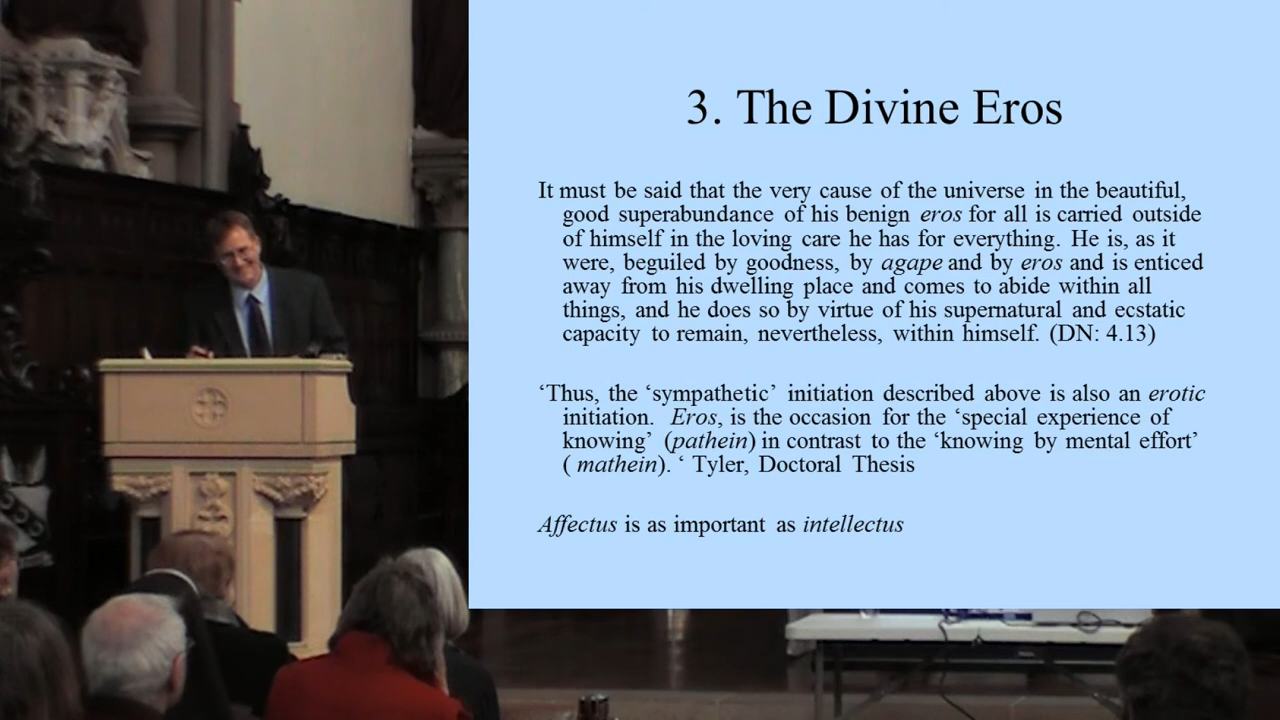 3. The Divine Eros
It must be said that the very cause of the universe in the beautiful,
good superabundance of his benign eros for all is carried outside
of himself in the loving care he has for everything. He is, as it
were, beguiled by goodness, by agape and by eros and is enticed
away from his dwelling place and comes to abide within all
things, and he does so by virtue of his supernatural and ecstatic
capacity to remain, nevertheless, within himself. (DN: 4.13)
‘Thus, the ‘sympathetic’ initiation described above is also an erotic
initiation. Eros, is the occasion for the ‘special experience of
knowing’ (pathein) in contrast to the ‘knowing by mental effort’
( mathein). ‘ Tyler, Doctoral Thesis
Affectus is as important as intellectus